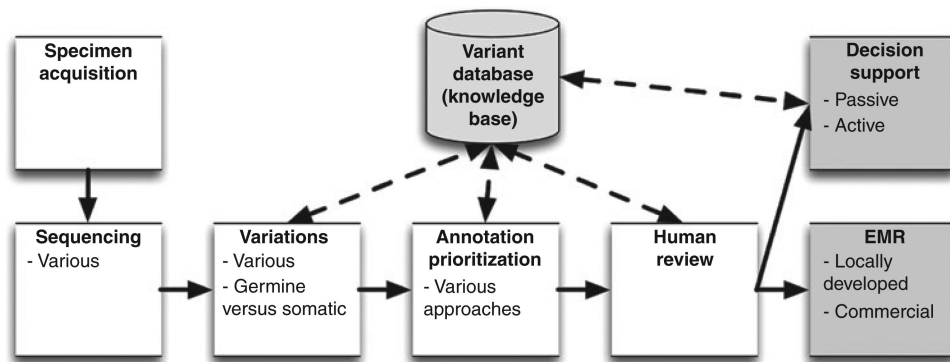 Specimen
acquisition
Variant
database
(knowledge
base)
Decision
support
- Passive
- Active
Sequencing
- Various
Variations
- Various
- Germine
versus somatic
Annotation
prioritization
- Various
approaches
Human
review
EMR
- Locally
developed
- Commercial